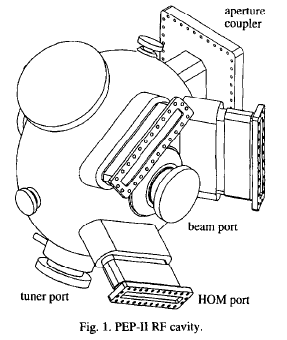 aperture
coupler
beam port
tuner port
HOM port
Fig. 1. PEP-II RF cavity.